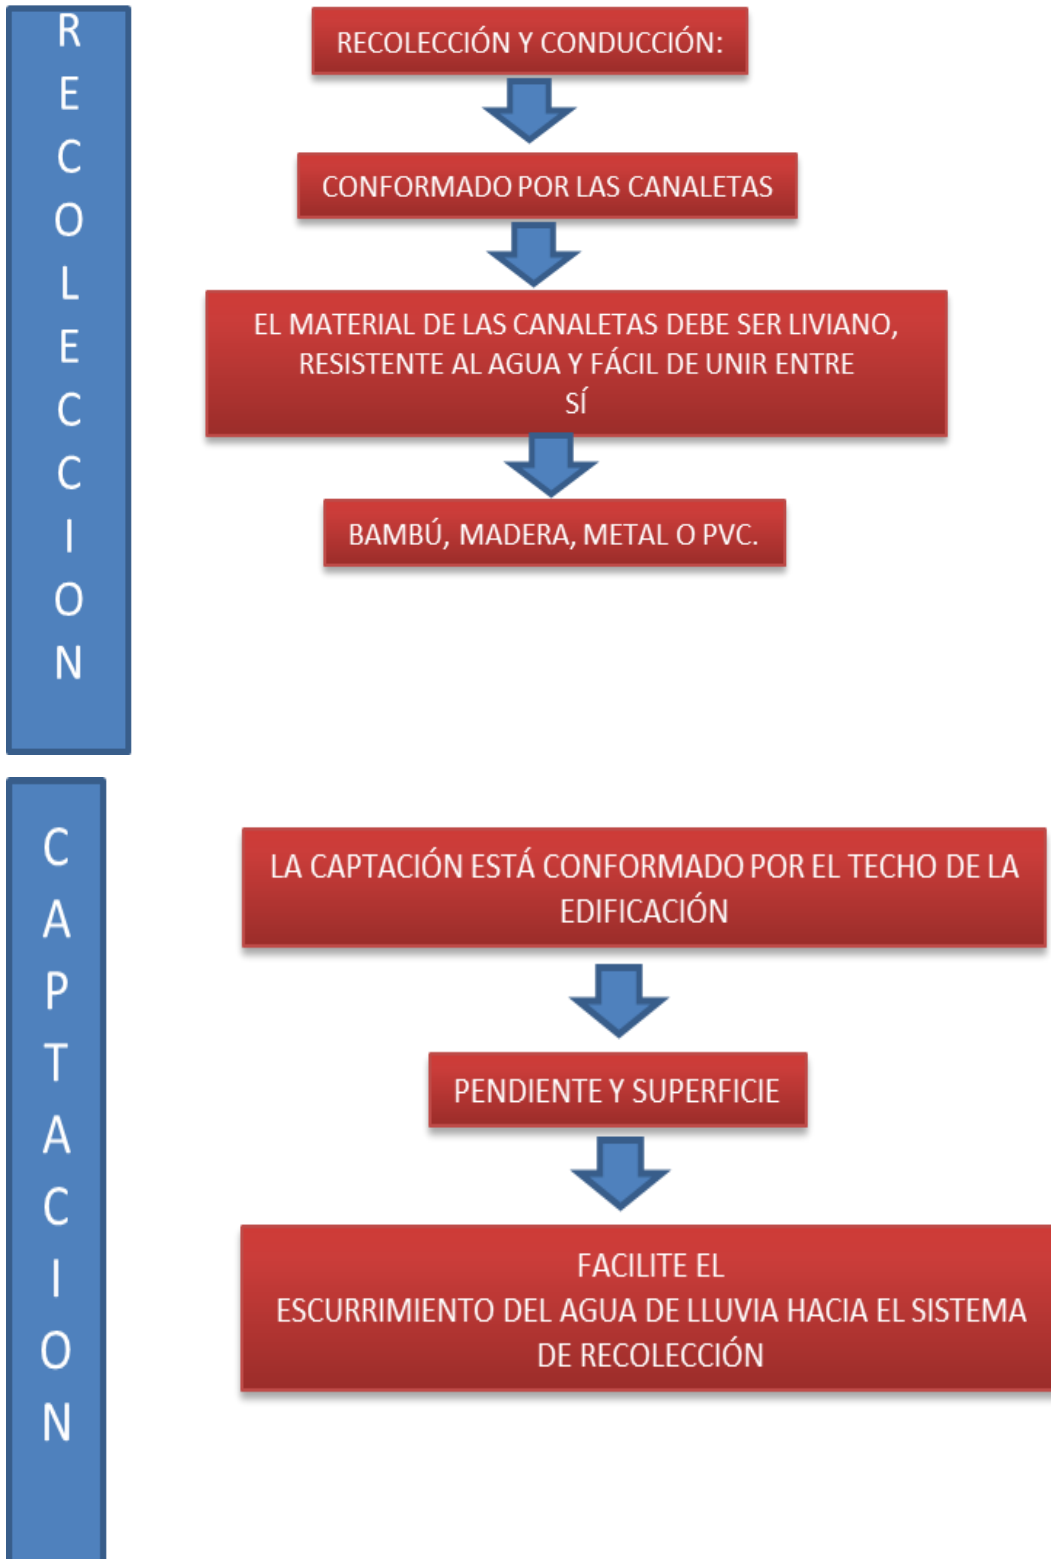 RECOLECCION
RECOLECCIÓN Y CONDUCCIÓN:
CONFORMADO POR LAS CANALETAS
EL MATERIAL DE LAS CANALETAS DEBE SER LIVIANO,
RESISTENTE AL AGUA Y FÁCIL DE UNIR ENTRE
SÍ
BAMBÚ, MADERA, METAL O PVC.
CAPTACION
LA CAPTACIÓN ESTÁ CONFORMADO POR EL TECHO DE LA
EDIFICACIÓN
PENDIENTE Y SUPERFICIE
FACILITE EL
ESCURRIMIENTO DEL AGUA DE LLUVIA HACIA EL SISTEMA
DE RECOLECCIÓN